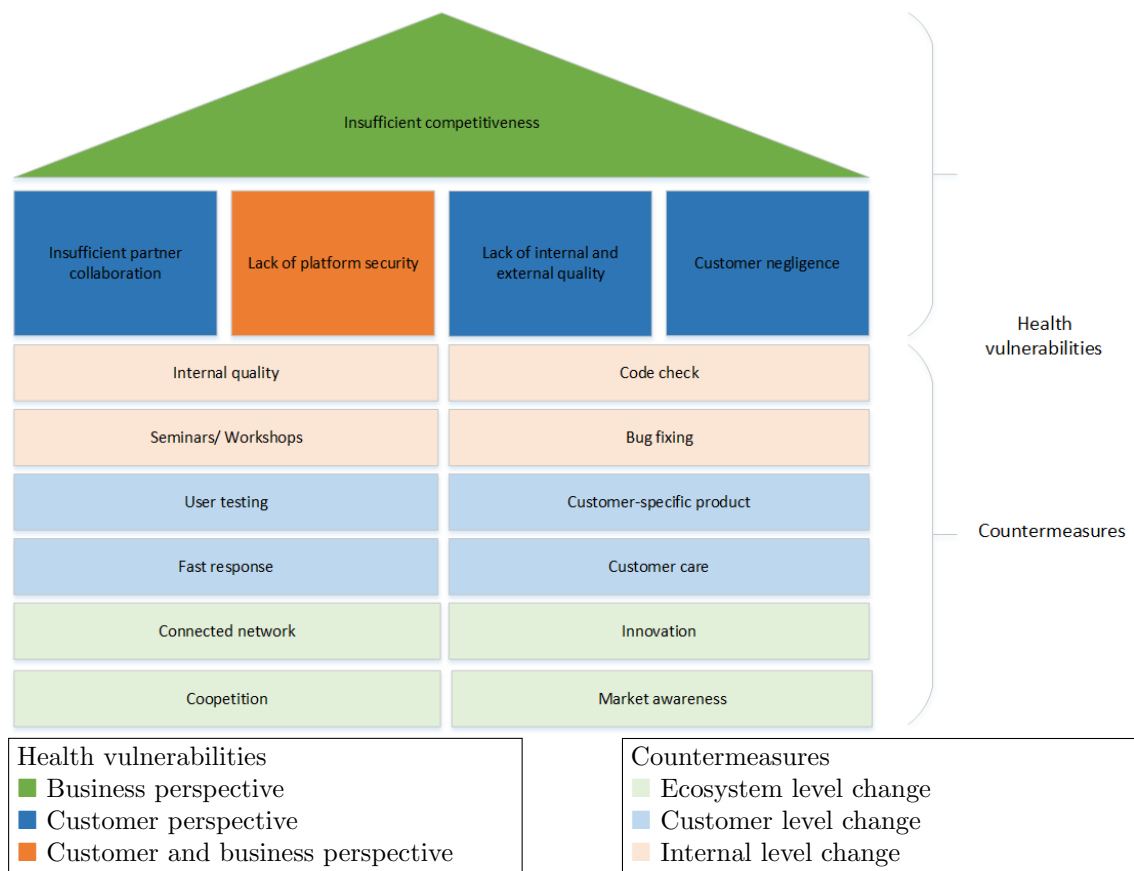 Insufficient competitiveness
Insufficient partner
collaboration
Lack of platform security
Lack of internal and
external quality
Customer negligence
Health
vulnerabilities
Internal quality
Code check
Seminars/ Workshops
Bug fixing
User testing
Customer-specific product
Countermeasures
Fast response
Customer care
Connected network
Innovation
Coopetition
Market awareness
Health vulnerabilities
Business perspective
Customer perspective
Customer and business perspective
Countermeasures
Ecosystem level change
Customer level change
Internal level change